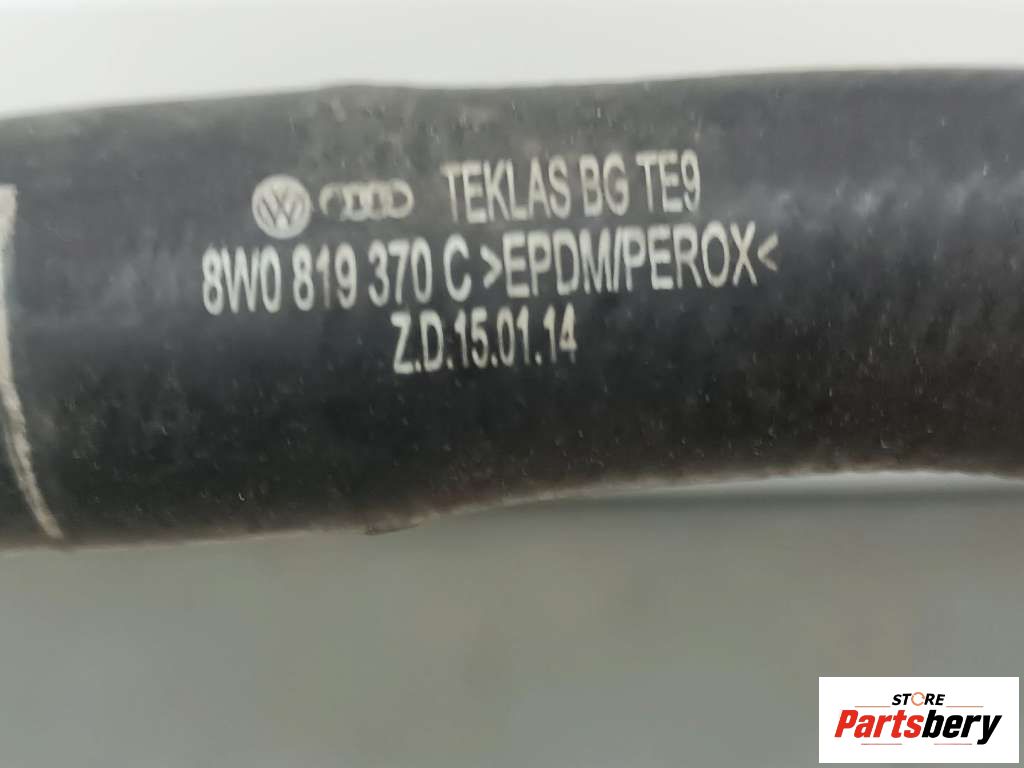 TEKLAS BG TE9
8W0 819 370 C >EPDM/PEROX<
Z.D.15.01.14
STORE
Partsbery